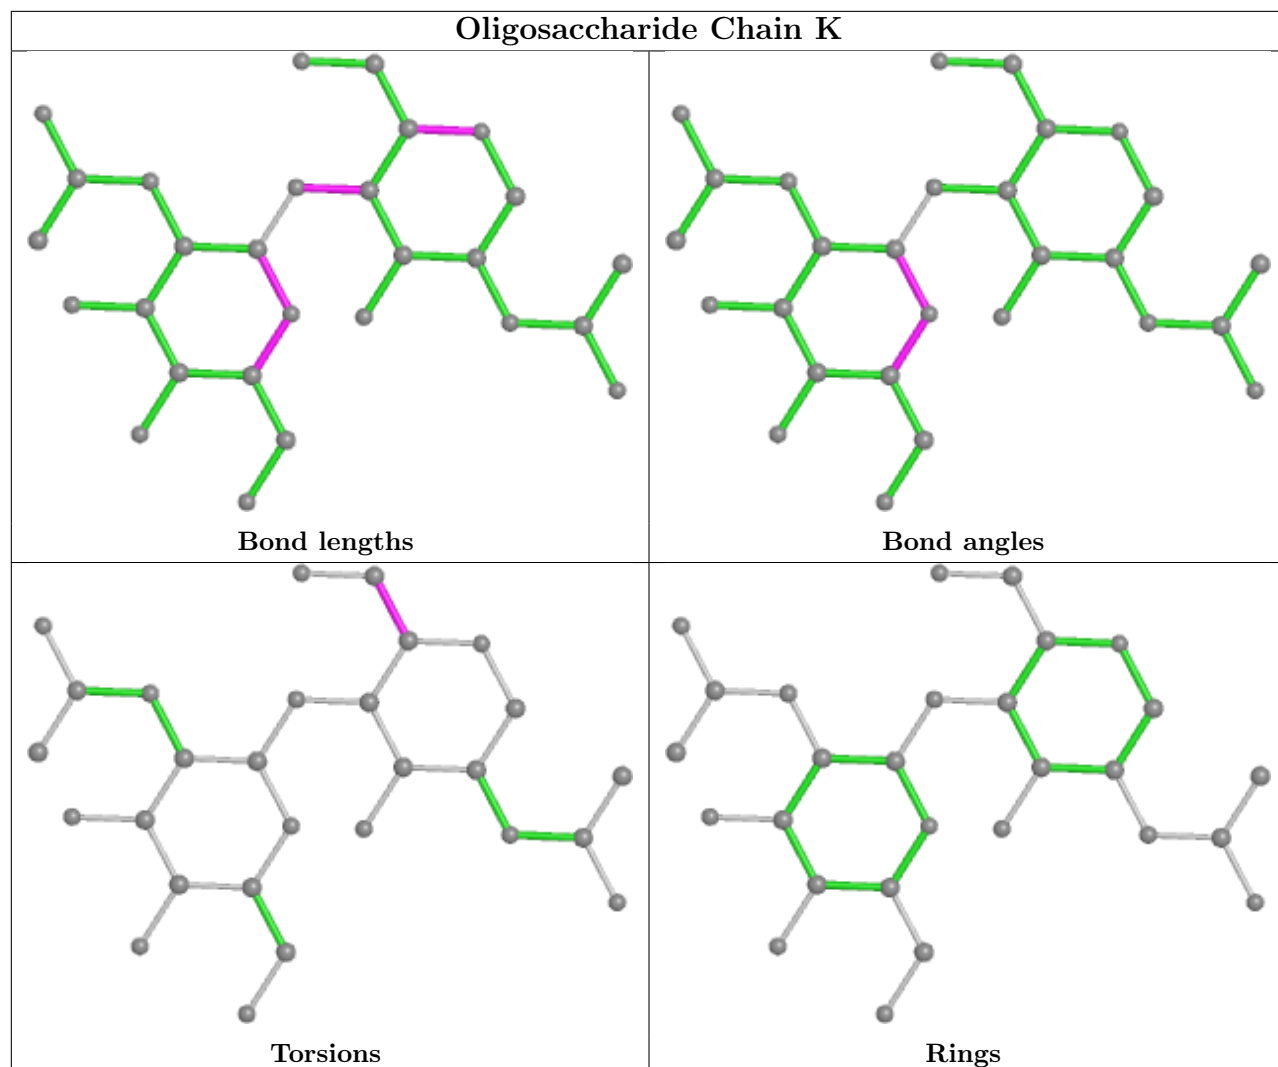 Oligosaccharide Chain K
Bond lengths
Bond angles
Torsions
Rings